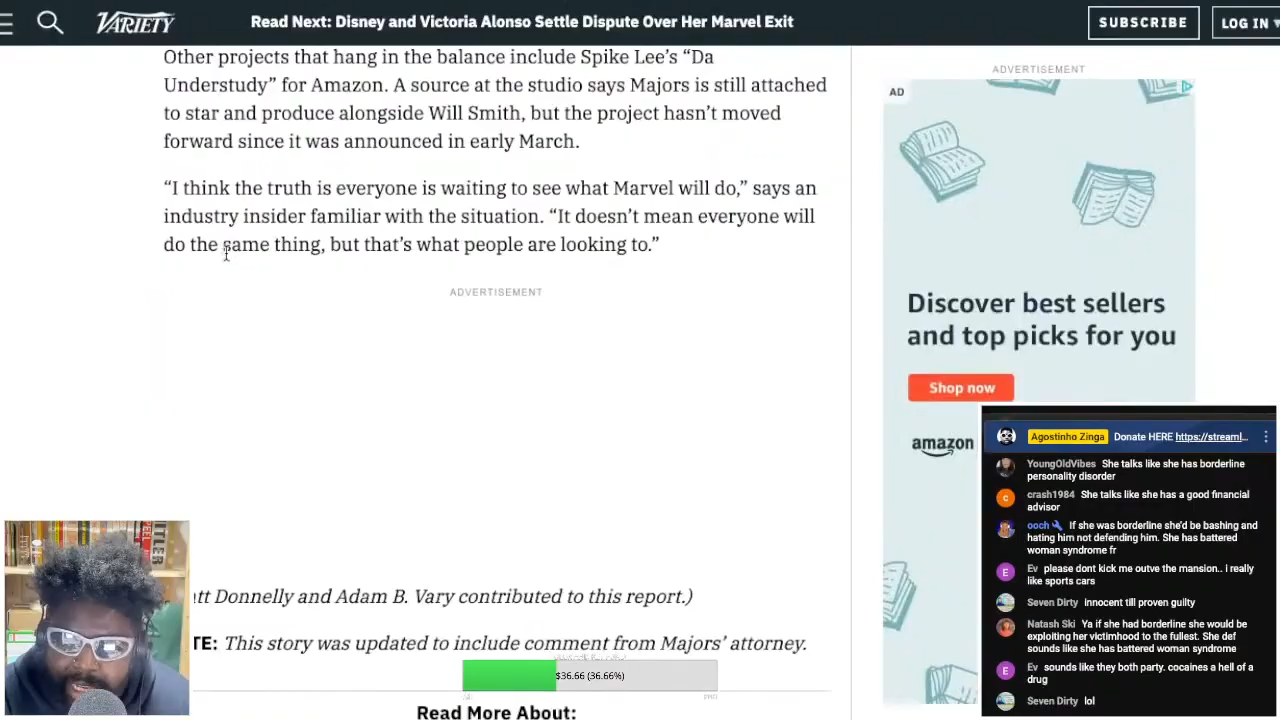 VARIETY
Read Next: Disney and Victoria Alonso Settle Dispute Over Her Marvel Exit
SUBSCRIBE
LOG IN
Other projects that hang in the balance include Spike Lee's “Da
Understudy” for Amazon. A source at the studio says Majors is still attached
to star and produce alongside Will Smith, but the project hasn't moved
forward since it was announced in early March.
“I think the truth is everyone is waiting to see what Marvel will do,” says an
industry insider familiar with the situation. “It doesn't mean everyone will
do the same thing, but that's what people are looking to.”
ADVERTISEMENT
tt Donnelly and Adam B. Vary contributed to this report.)
TE: This story was updated to include comment from Majors' attorney.
$36.66 (36.66%)
Read More About:
ADVERTISEMENT
AD
Discover best sellers
and top picks for you
Shop now
amazon
Agostinho Zinga Donate HERE https://streaml...
YoungOldVibes She talks like she has borderline
personality disorder
crash1984 She talks like she has a good financial
advisor
ooch If she was borderline she'd be bashing and
hating him not defending him. She has battered
woman syndrome fr
Ev please dont kick me outve the mansion.. i really
like sports cars
Seven Dirty innocent till proven guilty
Natash Ski Ya if she had borderline she would be
exploiting her victimhood to the fullest. She def
sounds like she has battered woman syndrome
Ev sounds like they both party. cocaines a hell of a
drug
Seven Dirty lol